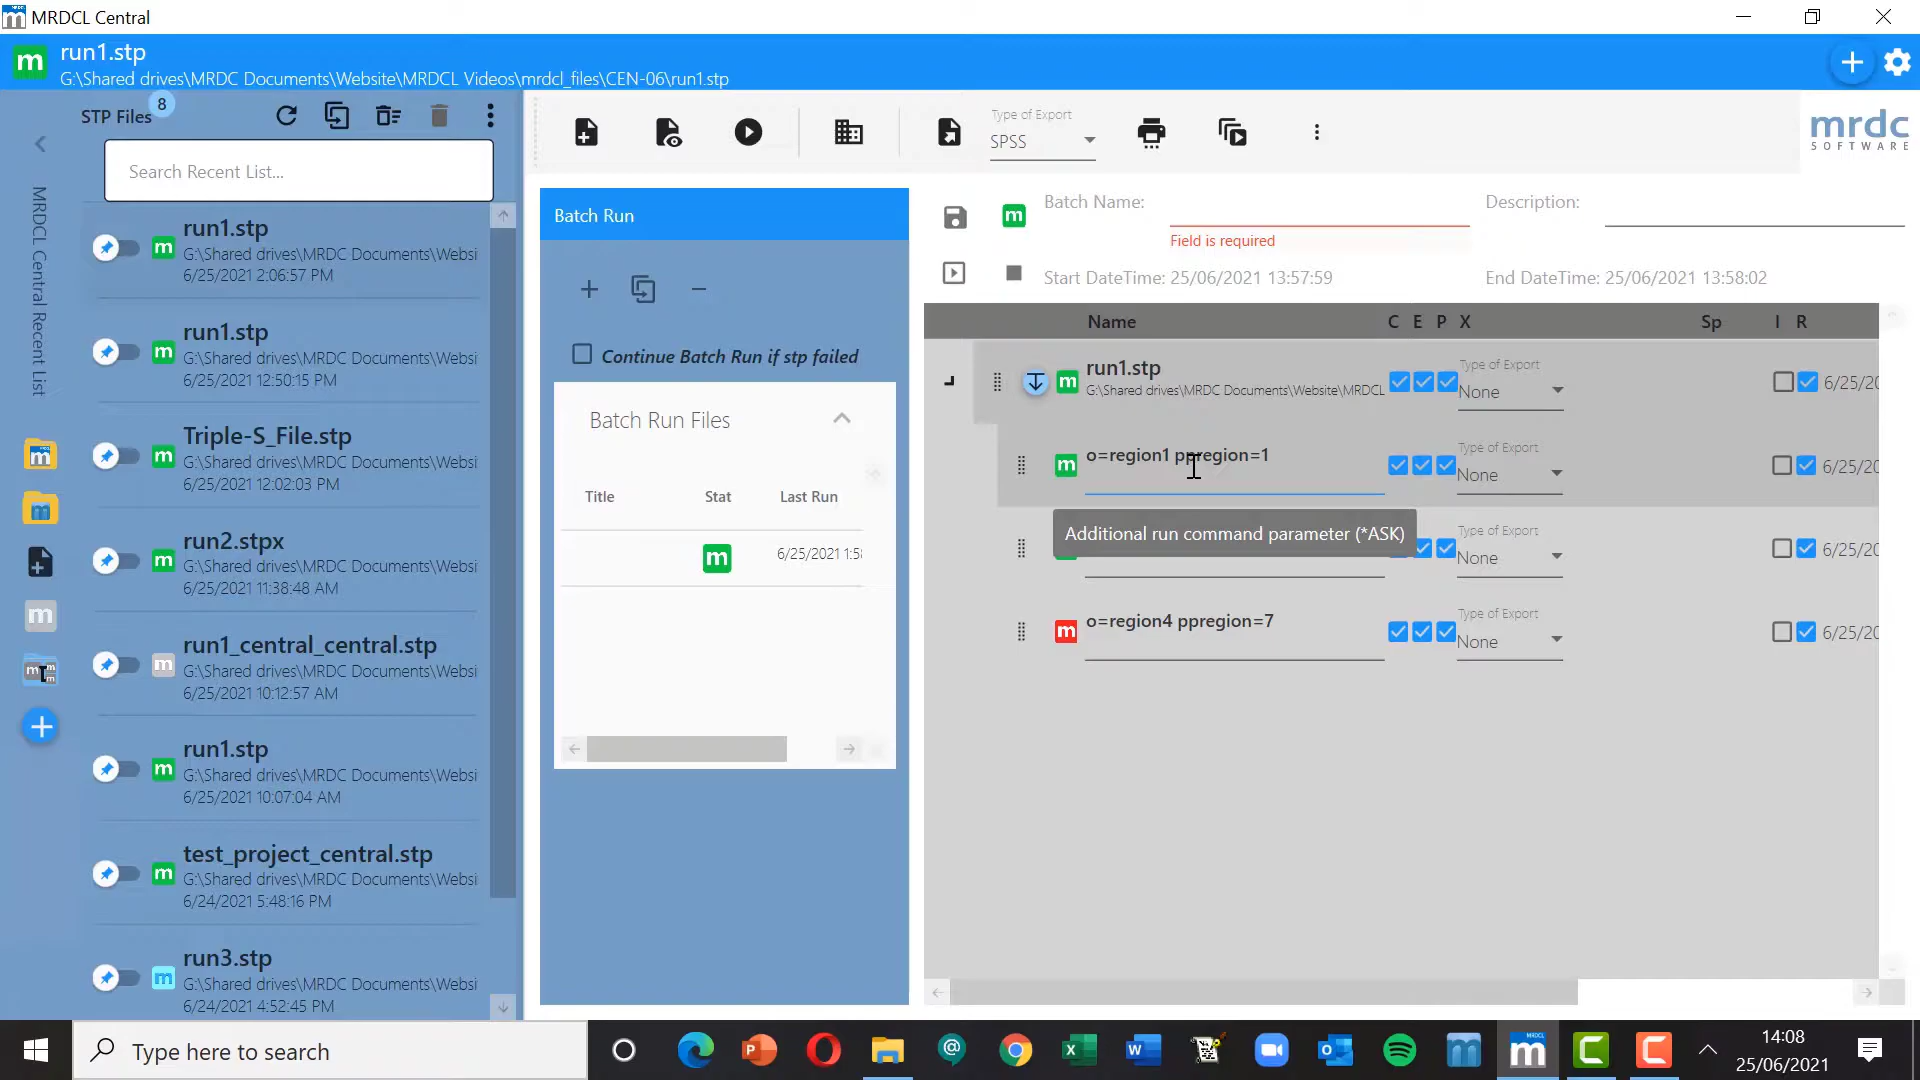 MRDCL Central
run1.stp
G:\Shared drives\MRDC Documents\Website\MRDCL Videos\mrdcl_files\CEN-06\run1.stp
STP Files
8
Search Recent List...
MRDCL Central Recent List
run1.stp
G:\Shared drives\MRDC Documents\Websi
6/25/2021 2:06:57 PM
run1.stp
G:\Shared drives\MRDC Documents\Websi
6/25/2021 12:50:15 PM
Triple-S_File.stp
G:\Shared drives\MRDC Documents\Websi
6/25/2021 12:02:03 PM
run2.stpx
G:\Shared drives\MRDC Documents\Websi
6/25/2021 11:38:48 AM
run1_central_central.stp
G:\Shared drives\MRDC Documents\Websi
6/25/2021 10:12:57 AM
run1.stp
G:\Shared drives\MRDC Documents\Websi
6/25/2021 10:07:04 AM
test_project_central.stp
G:\Shared drives\MRDC Documents\Websi
6/24/2021 5:48:16 PM
run3.stp
G:\Shared drives\MRDC Documents\Websi
6/24/2021 4:52:45 PM
Type of Export
SPSS
mrdc
SOFTWARE
Batch Run
Continue Batch Run if stp failed
Batch Run Files
Title Stat Last Run
6/25/2021 1:5
Batch Name:
Field is required
Description:
Start DateTime: 25/06/2021 13:57:59
End DateTime: 25/06/2021 13:58:02
Name C E P X Sp I R
run1.stp
G:\Shared drives\MRDC Documents\Website\MRDCL
Type of Export
None
6/25/20
o=region1 ppregion=1
Type of Export
None
6/25/20
Additional run command parameter (*ASK)
Type of Export
None
6/25/20
o=region4 ppregion=7
Type of Export
None
6/25/20
Type here to search
14:08
25/06/2021